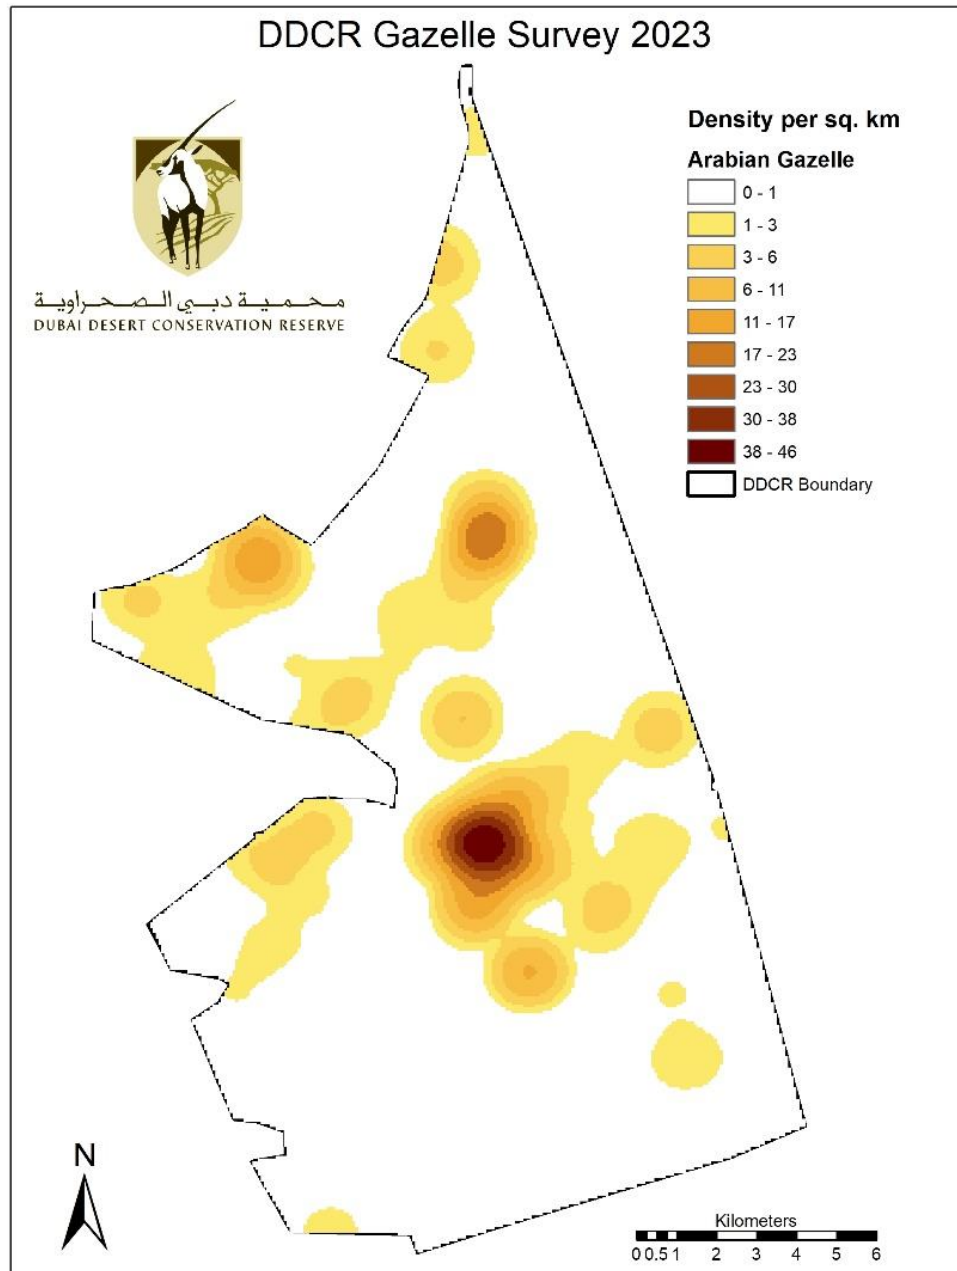 DDCR Gazelle Survey 2023
محمية دبي الصحراوية
DUBAI DESERT CONSERVATION RESERVE
Density per sq. km
Arabian Gazelle
0 - 1
1 - 3
3 - 6
6 - 11
11 - 17
17 - 23
23 - 30
30 - 38
38 - 46
DDCR Boundary
N
Kilometers
0 0.5 1 2 3 4 5 6